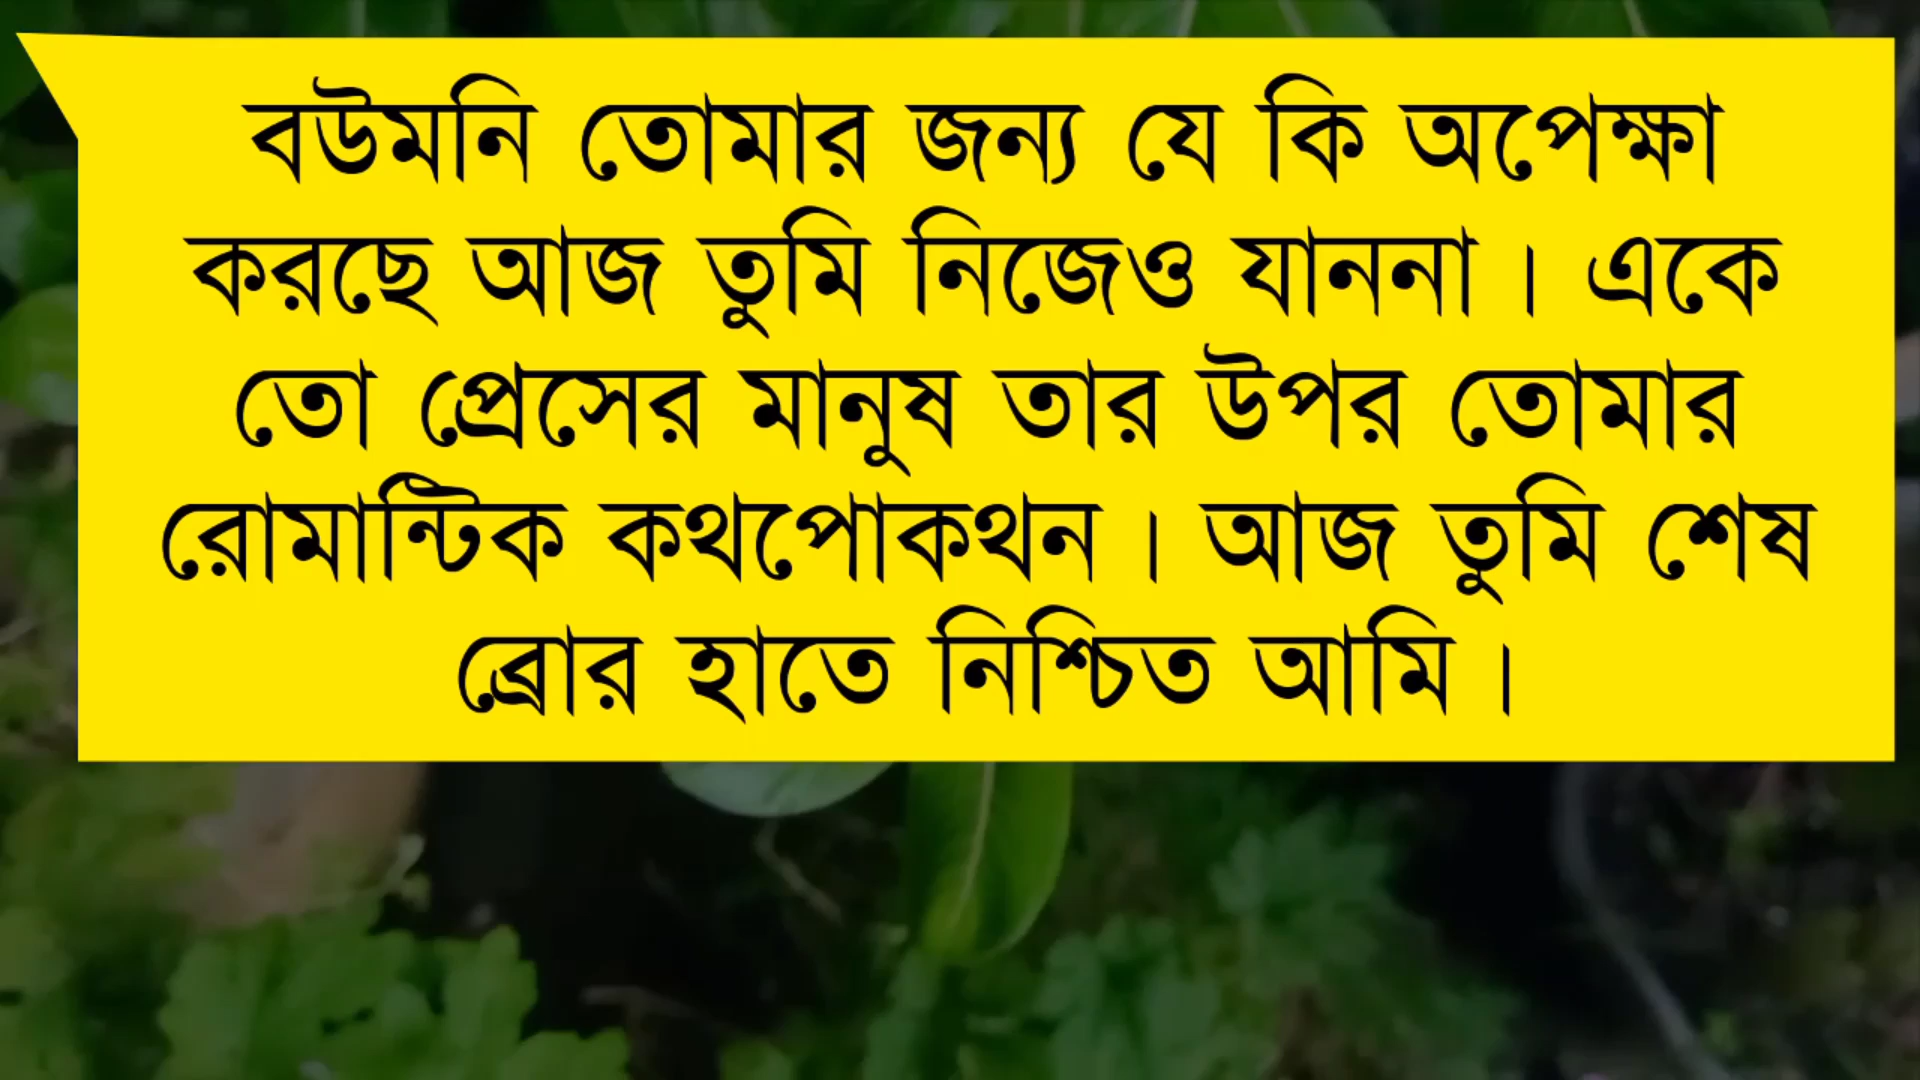 বউমনি তোমার জন্য যে কি অপেক্ষা
করছে আজ তুমি নিজেও যাননা । একে
তো প্রেসের মানুষ তার উপর তোমার
রোমান্টিক কথপোকথন । আজ তুমি শেষ
ব্রোর হাতে নিশ্চিত আমি ।